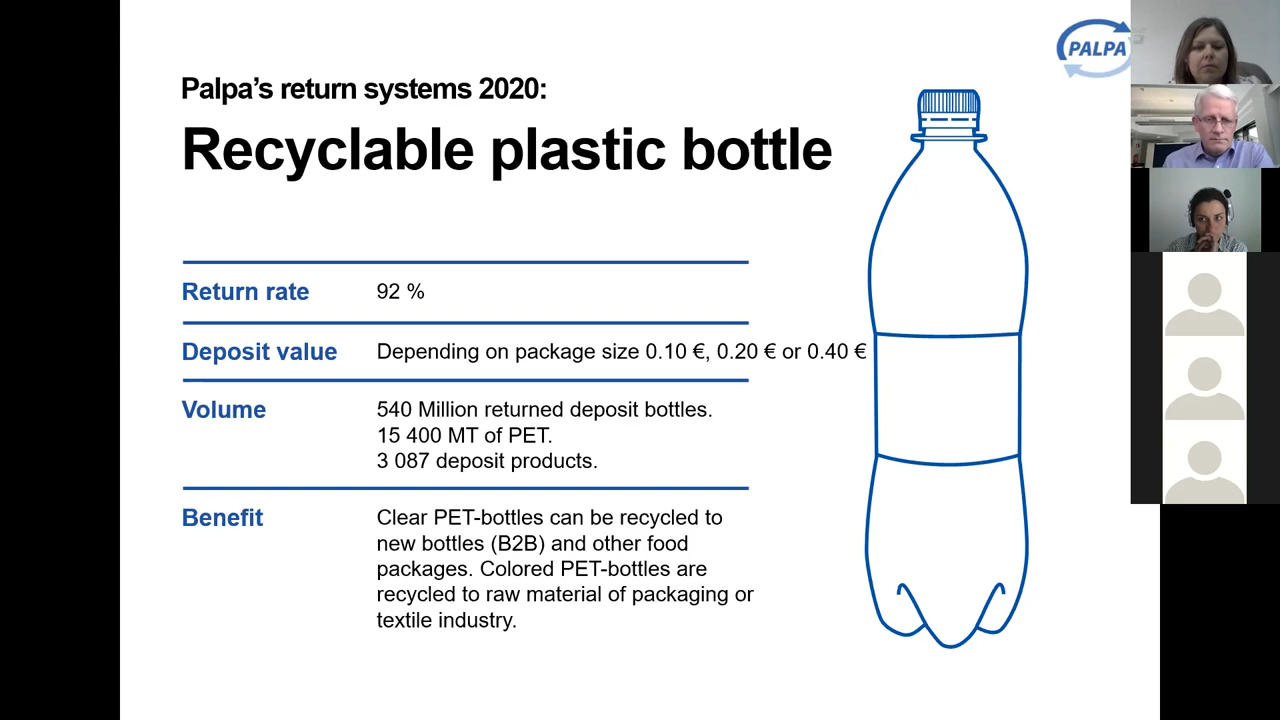 PALPA
Palpa’s return systems 2020:
Recyclable plastic bottle
Return rate 92 %
Deposit value Depending on package size 0.10 €, 0.20 € or 0.40 €
Volume 540 Million returned deposit bottles.
15 400 MT of PET.
3 087 deposit products.
Benefit Clear PET-bottles can be recycled to
new bottles (B2B) and other food
packages. Colored PET-bottles are
recycled to raw material of packaging or
textile industry.